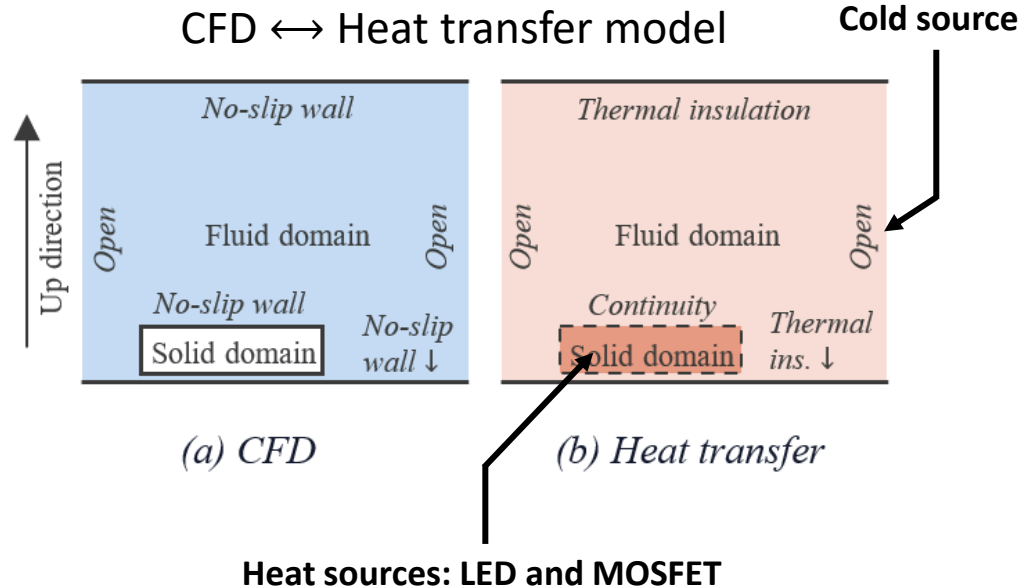 CFD ↔ Heat transfer model
Cold source
Up direction
No-slip wall
Open
Fluid domain
Open
No-slip wall
Solid domain
No-slip
wall ↓
(a) CFD
Thermal insulation
Open
Fluid domain
Open
Continuity
Solid domain
Thermal
ins. ↓
(b) Heat transfer
Heat sources: LED and MOSFET